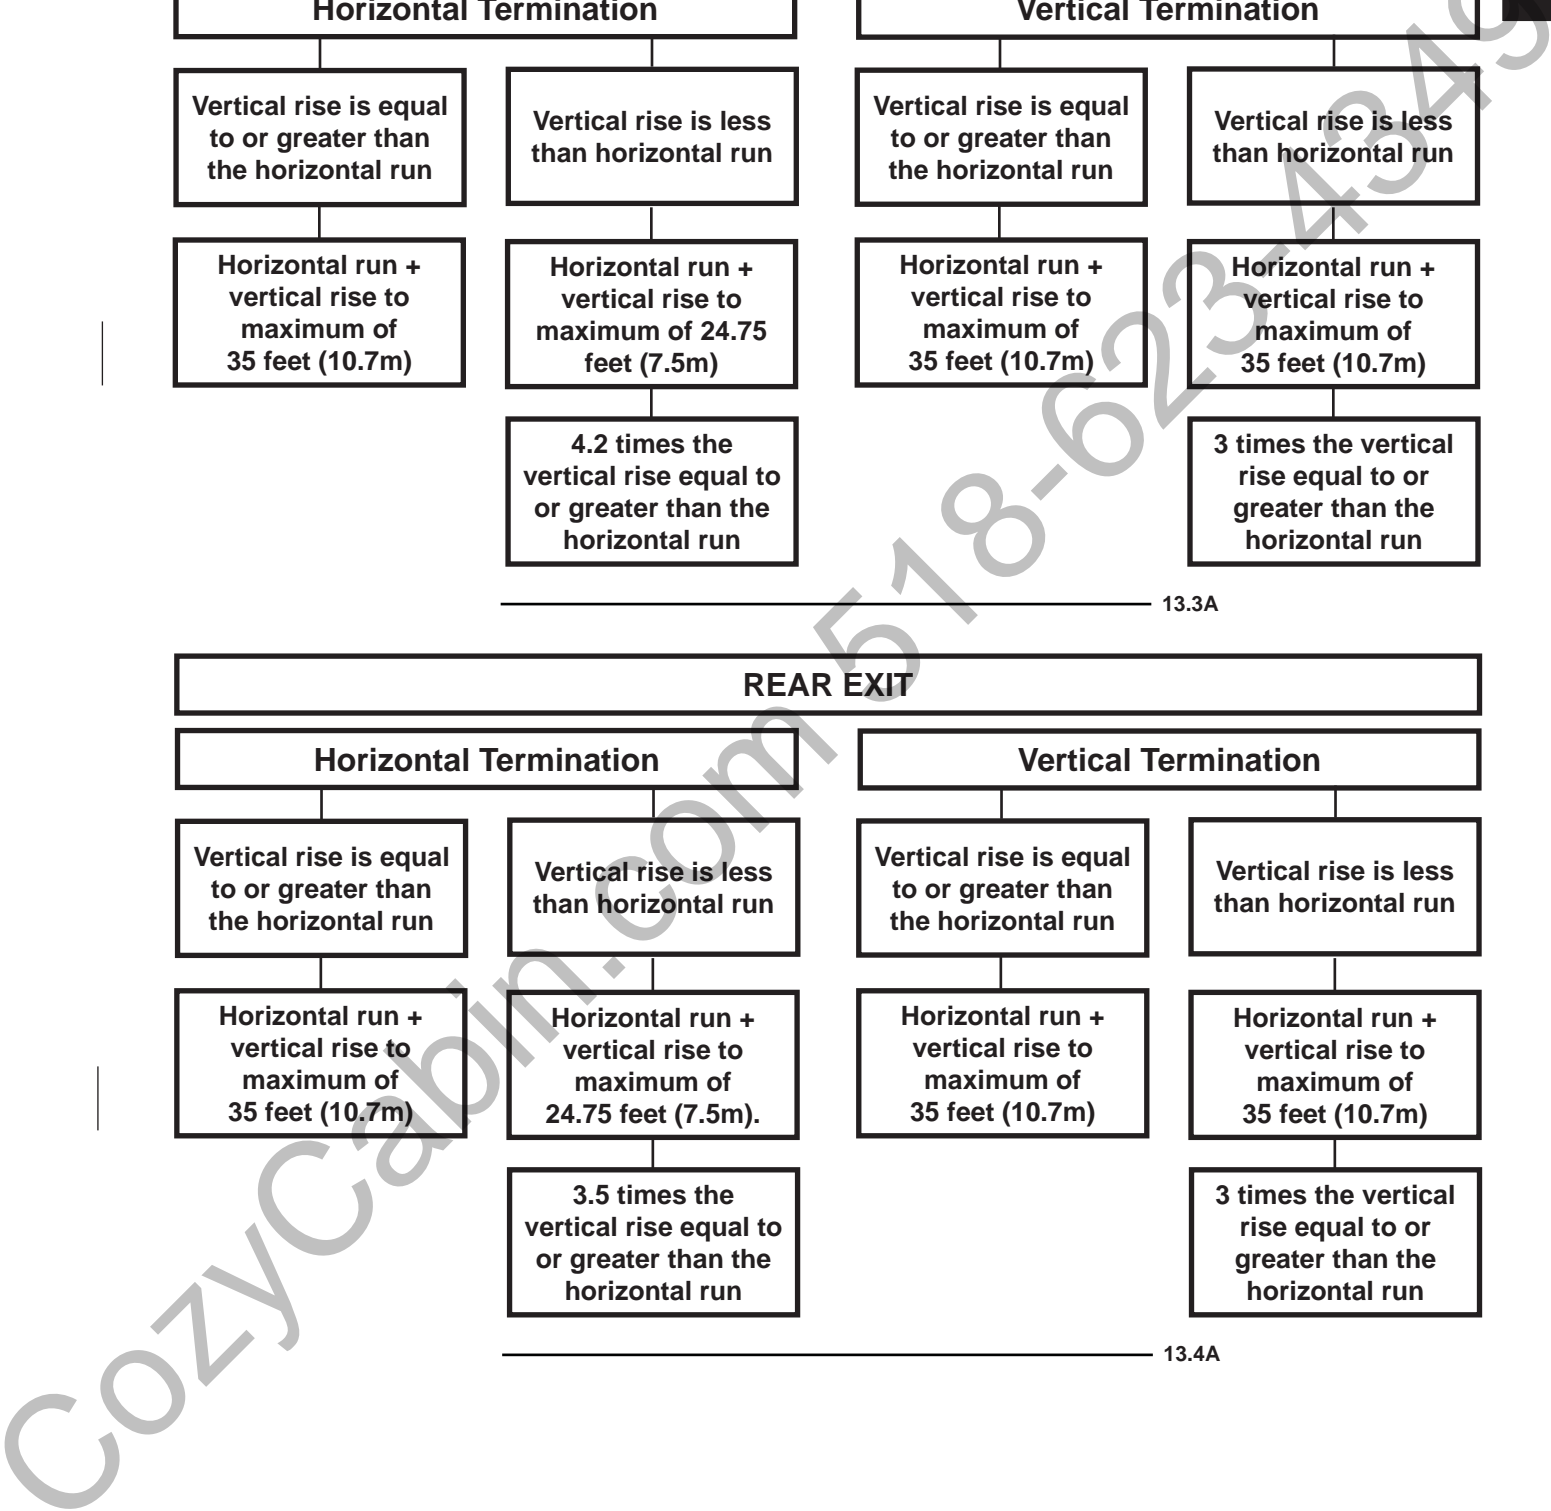 Horizontal Termination
Vertical Termination
Vertical rise is equal
to or greater than
the horizontal run
Vertical rise is less
than horizontal run
Vertical rise is equal
to or greater than
the horizontal run
Vertical rise is less
than horizontal run
Horizontal run +
vertical rise to
maximum of
35 feet (10.7m)
Horizontal run +
vertical rise to
maximum of 24.75
feet (7.5m)
Horizontal run +
vertical rise to
maximum of
35 feet (10.7m)
Horizontal run +
vertical rise to
maximum of
35 feet (10.7m)
4.2 times the
vertical rise equal to
or greater than the
horizontal run
3 times the vertical
rise equal to or
greater than the
horizontal run
13.3A
REAR EXIT
Horizontal Termination
Vertical Termination
Vertical rise is equal
to or greater than
the horizontal run
Vertical rise is less
than horizontal run
Vertical rise is equal
to or greater than
the horizontal run
Vertical rise is less
than horizontal run
Horizontal run +
vertical rise to
maximum of
35 feet (10.7m)
Horizontal run +
vertical rise to
maximum of
24.75 feet (7.5m).
Horizontal run +
vertical rise to
maximum of
35 feet (10.7m)
Horizontal run +
vertical rise to
maximum of
35 feet (10.7m)
3.5 times the
vertical rise equal to
or greater than the
horizontal run
3 times the vertical
rise equal to or
greater than the
horizontal run
13.4A
CozyCabin.com 518-623-4349